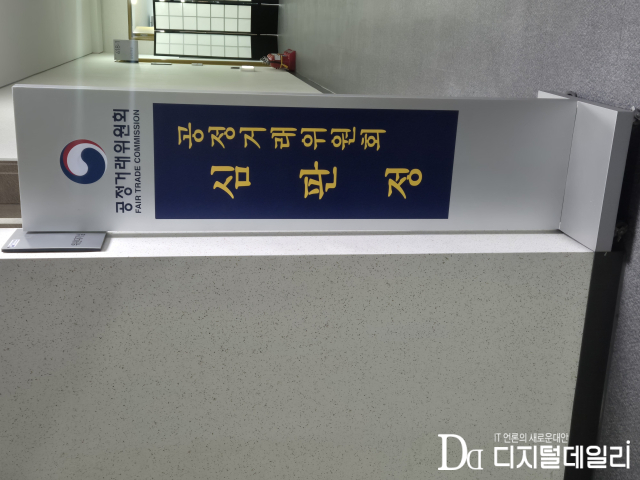 공정거래위원회
FAIR TRADE COMMISSION
공정거래위원회
심판정
IT 언론의 새로운대안
Dd 디지털데일리